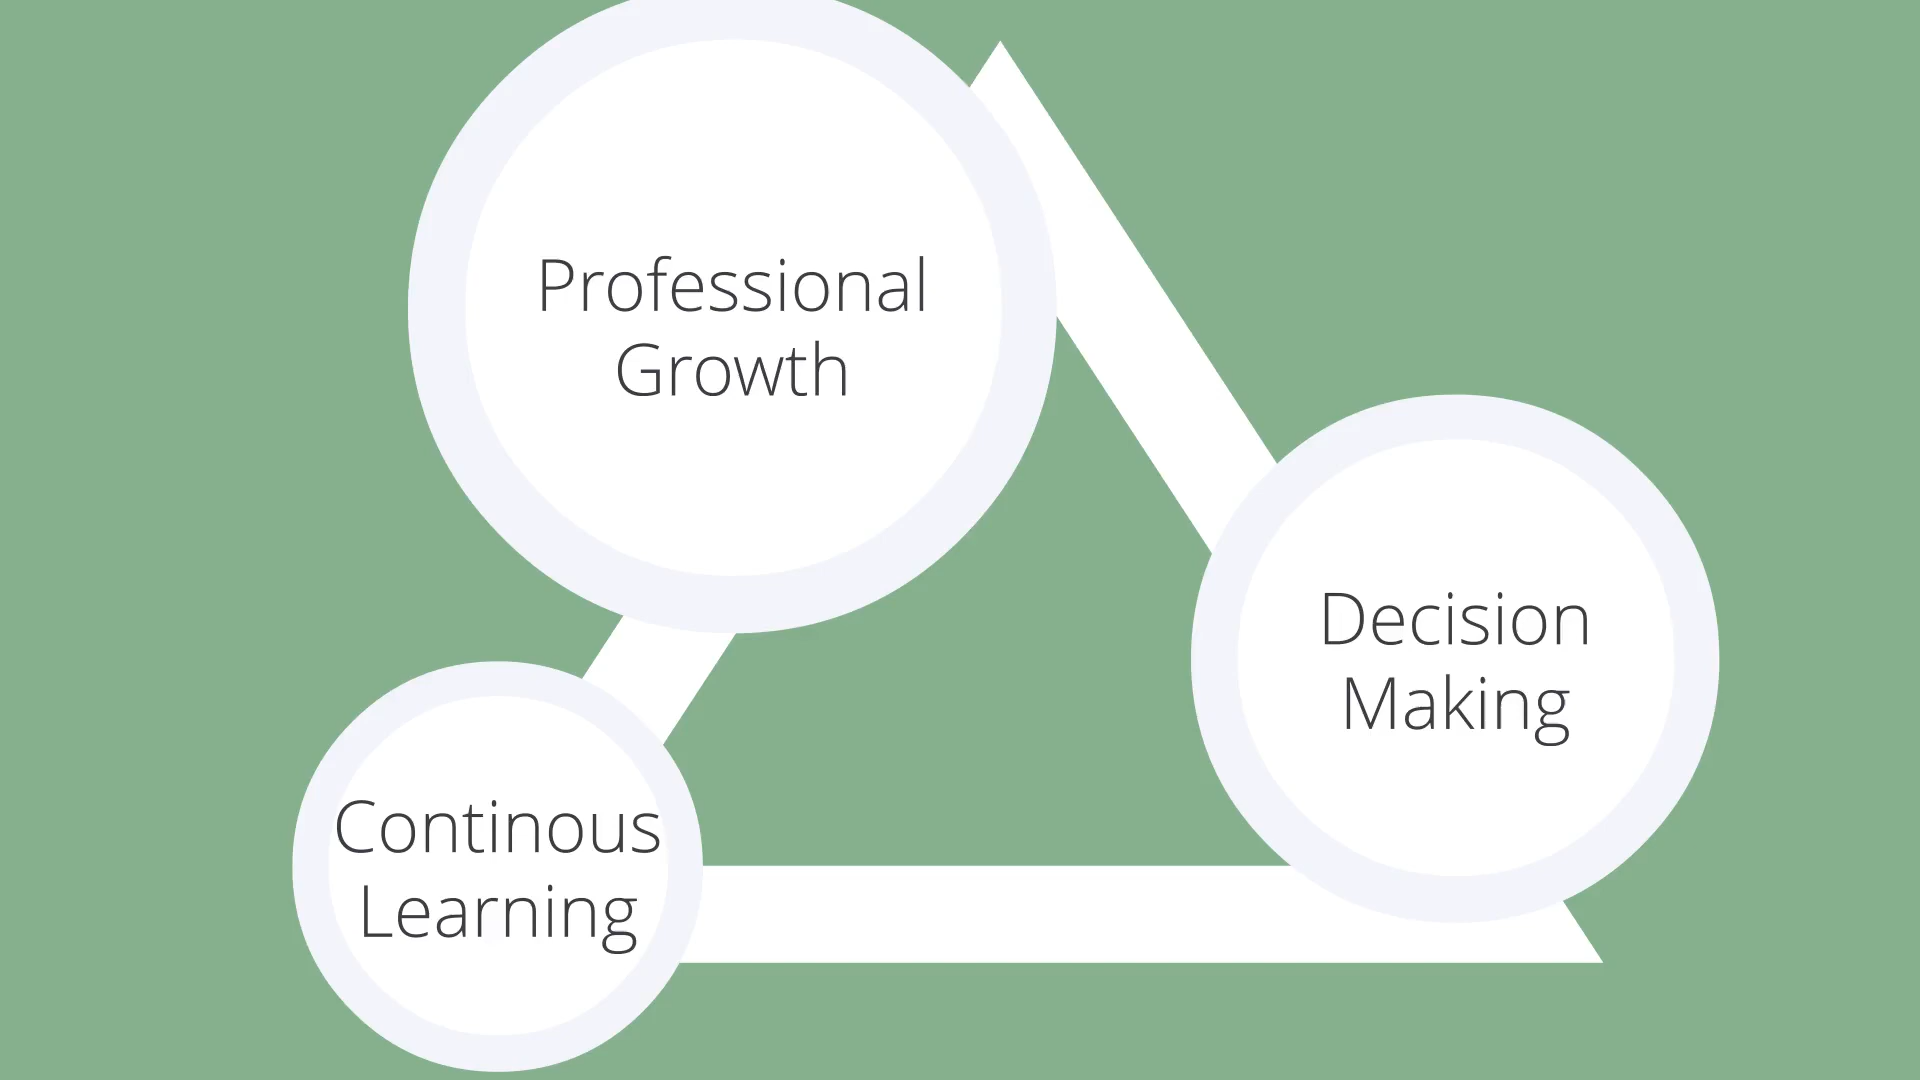 Professional
Growth
Decision
Making
Continous
Learning